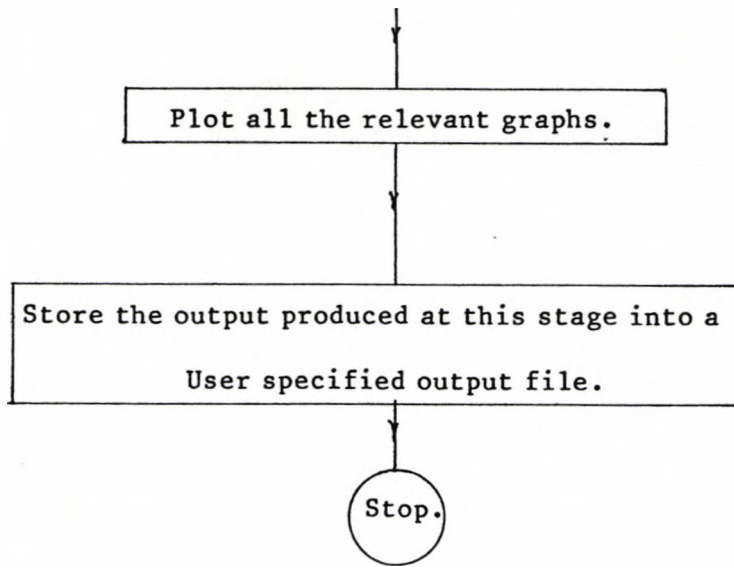 Plot all the relevant graphs.
Store the output produced at this stage into a
User specified output file.
Stop.